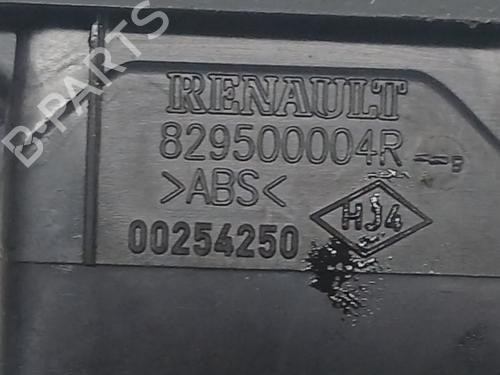 B-PARTS
RENAULT
829500004R -B
>ABS<
HJ4
00254250